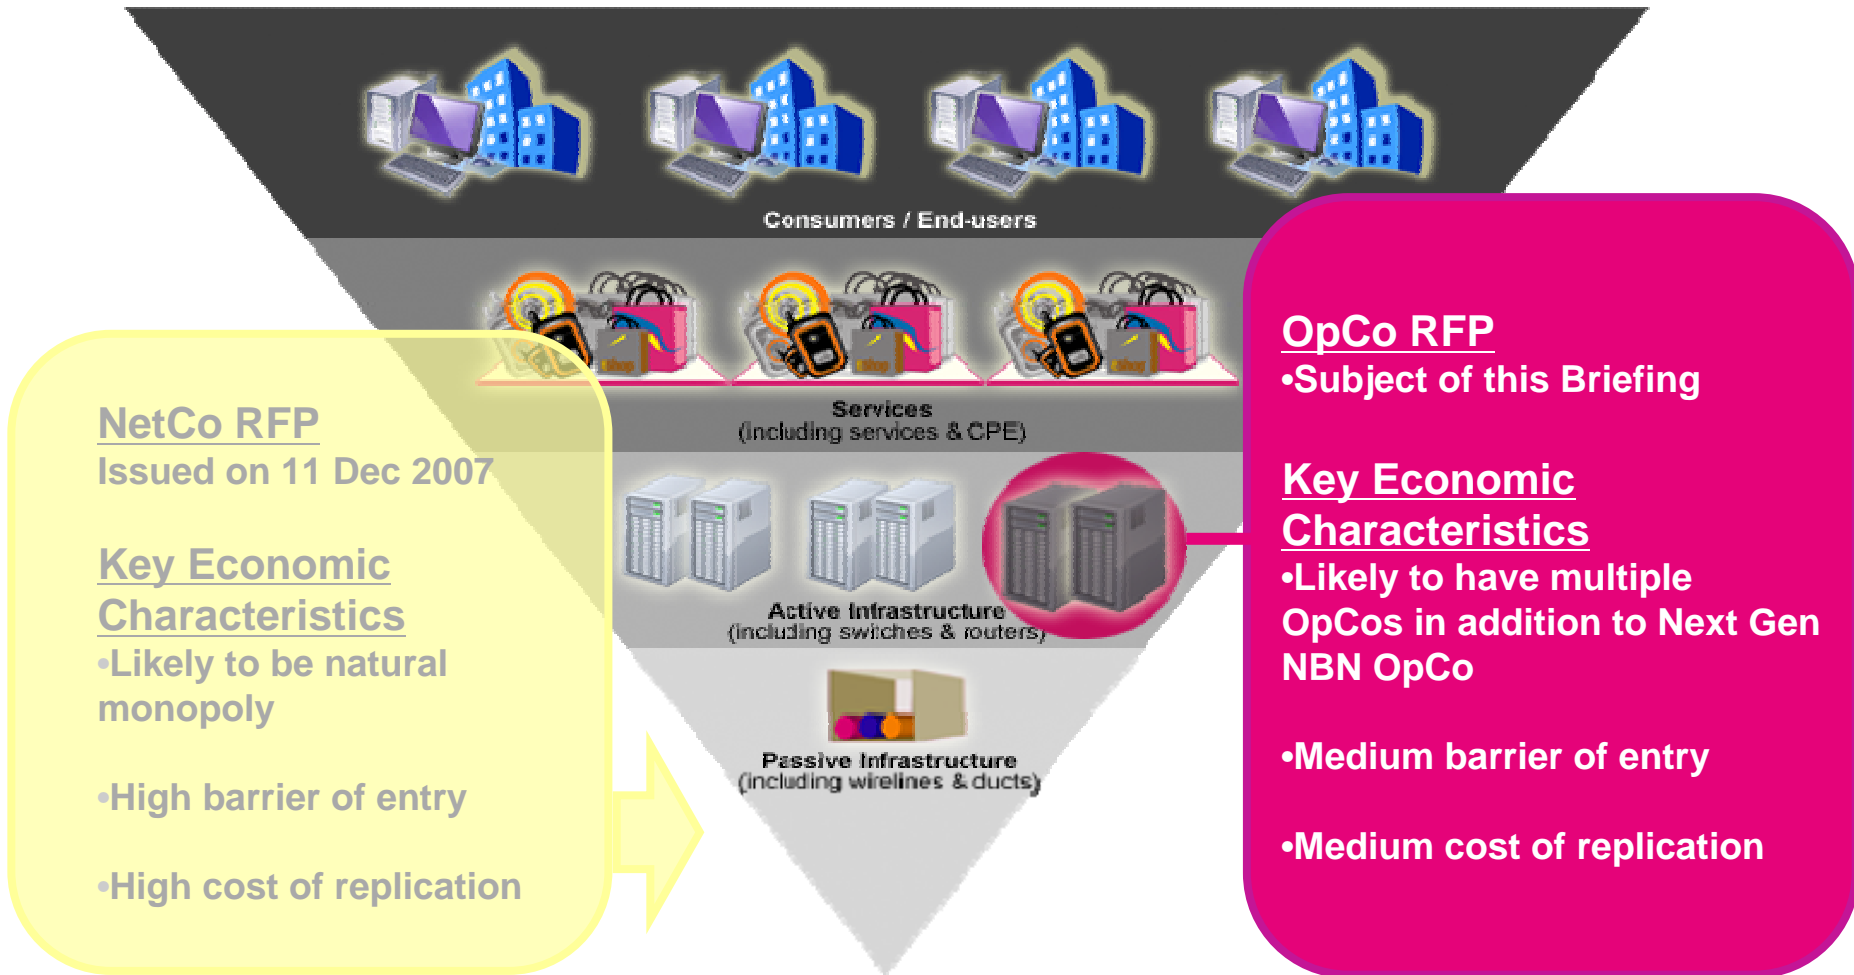 Consumers / End-users
Services
(including services & CPE)
Active Infrastructure
(including switches & routers)
Passive Infrastructure
(including wirelines & ducts)
NetCo RFP
Issued on 11 Dec 2007
Key Economic
Characteristics
•Likely to be natural
monopoly
•High barrier of entry
•High cost of replication
OpCo RFP
•Subject of this Briefing
Key Economic
Characteristics
•Likely to have multiple
OpCos in addition to Next Gen
NBN OpCo
•Medium barrier of entry
•Medium cost of replication